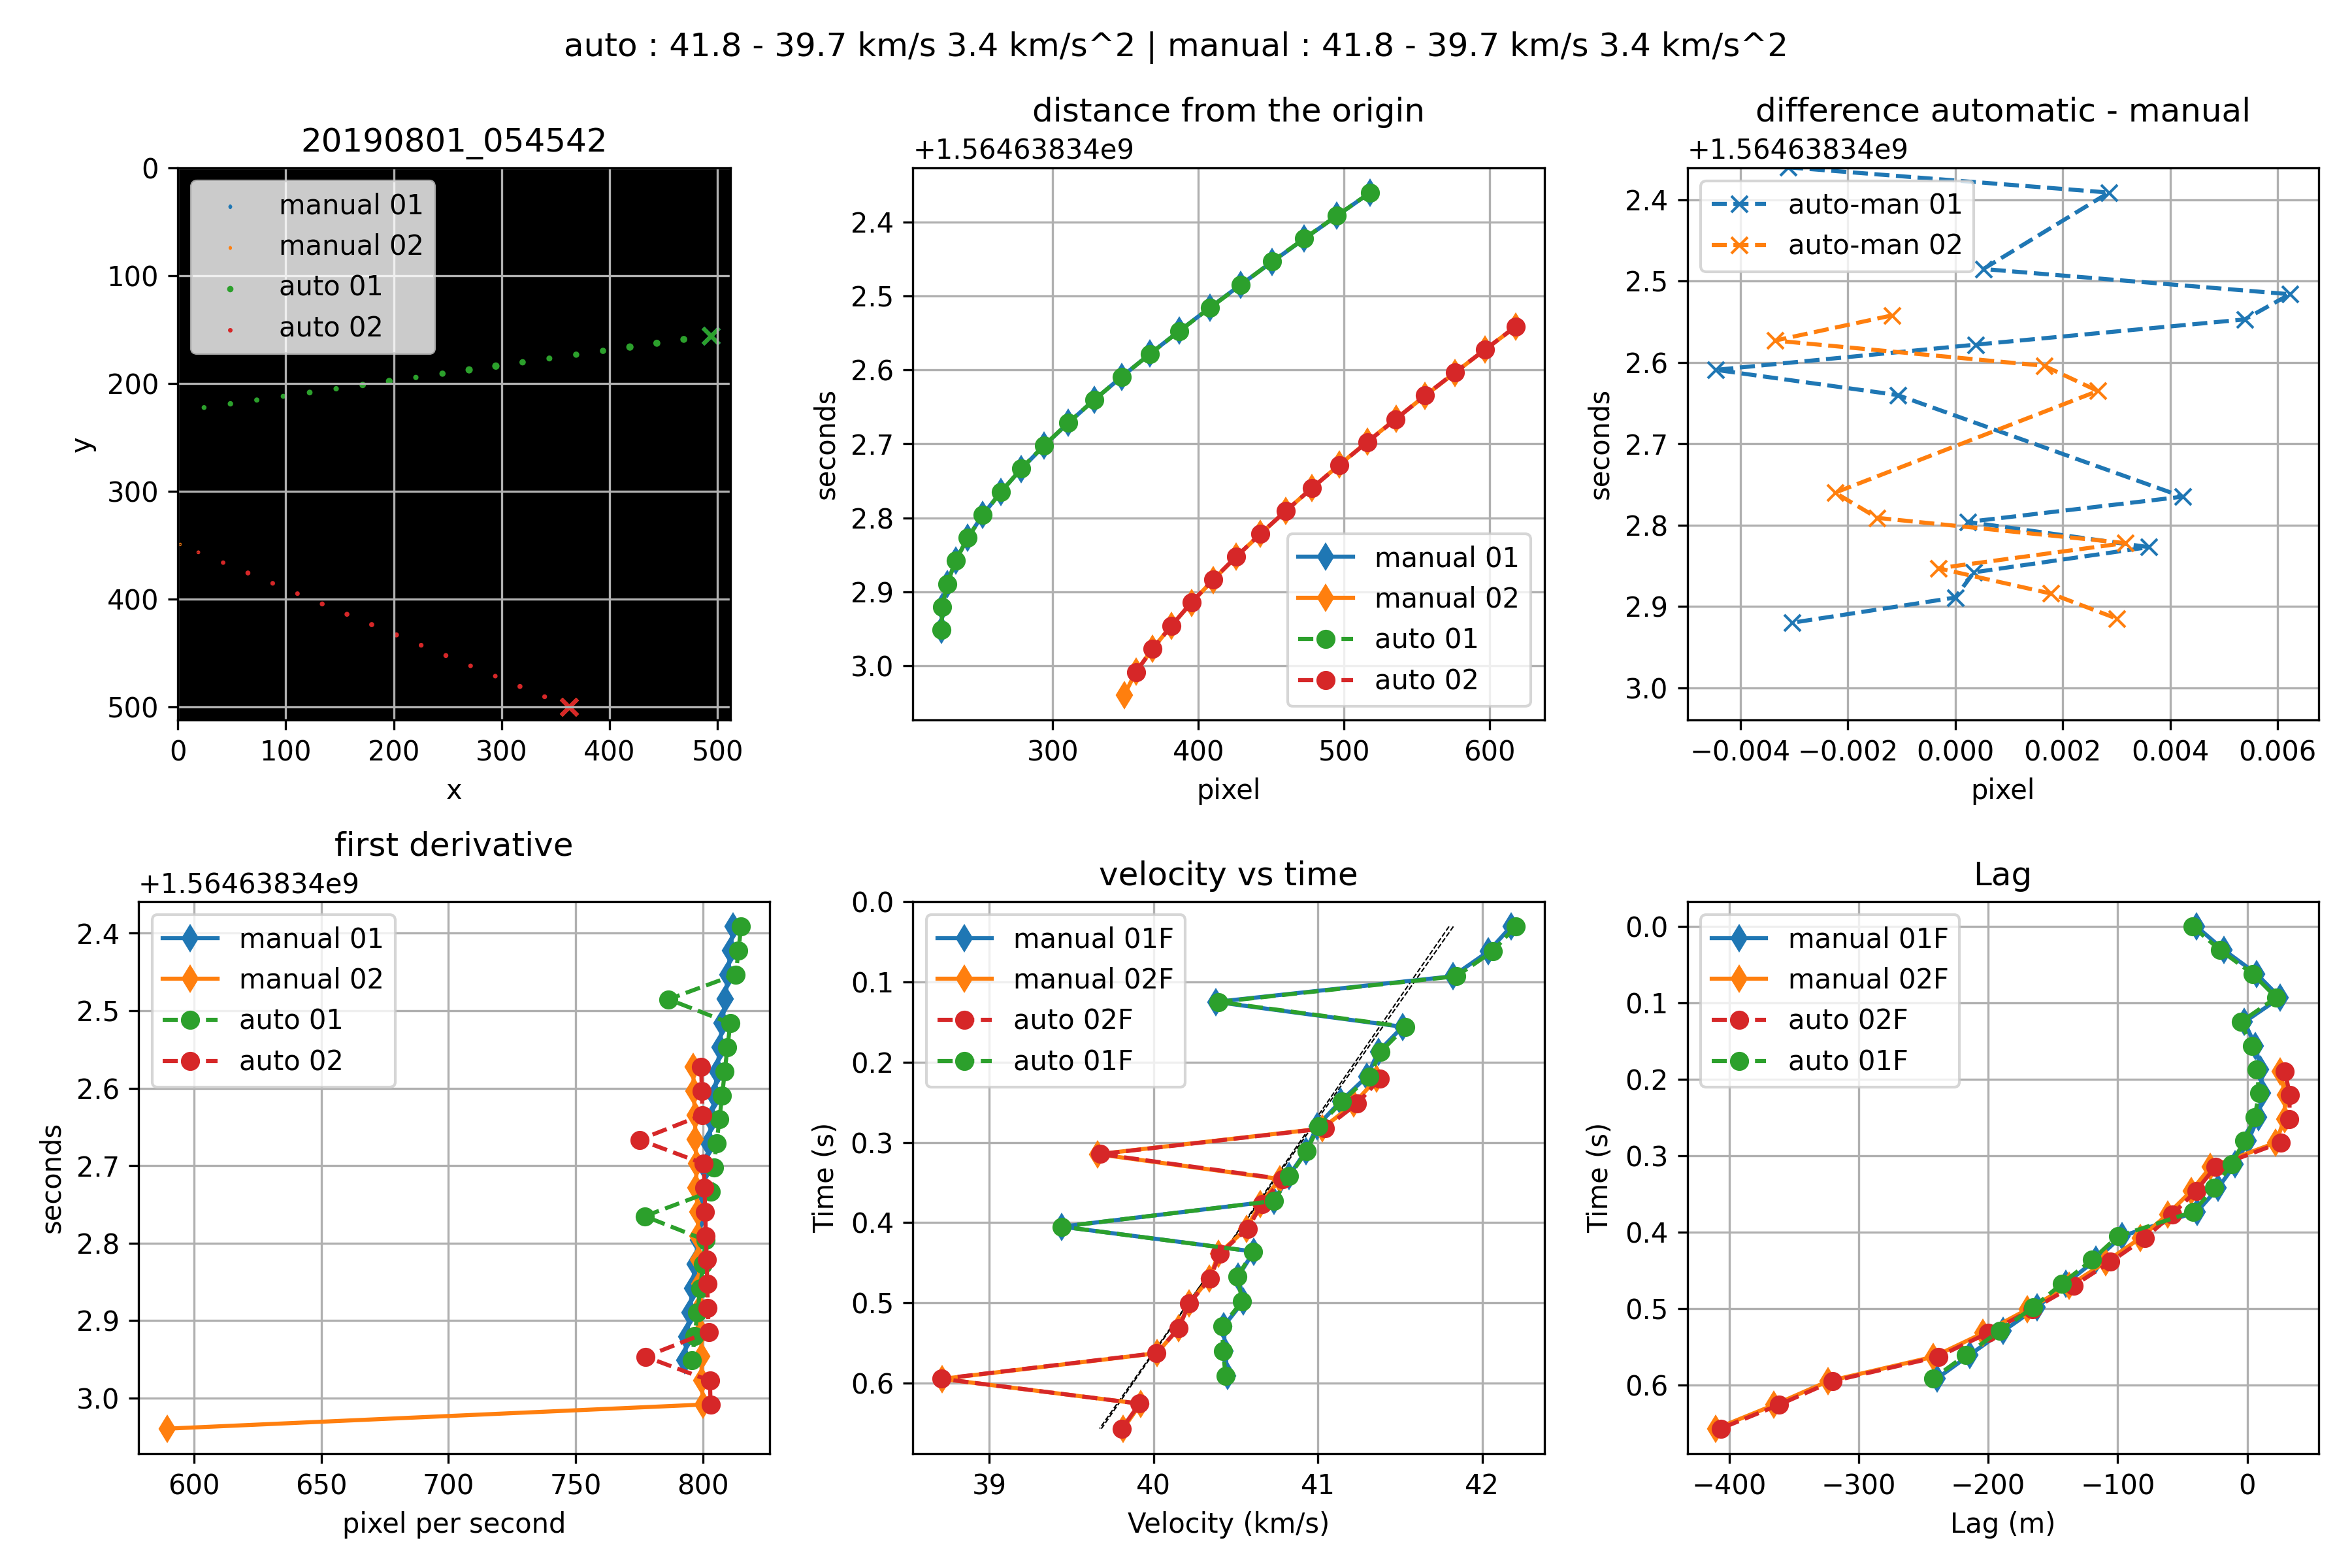 auto : 41.8 - 39.7 km/s 3.4 km/s^2 | manual : 41.8 - 39.7 km/s 3.4 km/s^2
20190801_054542
0
100
200
300
400
500
y
0 100 200 300 400 500
x
manual 01
manual 02
auto 01
auto 02
distance from the origin
+1.56463834e9
2.4
2.5
2.6
2.7
2.8
2.9
3.0
seconds
300 400 500 600
pixel
manual 01
manual 02
auto 01
auto 02
difference automatic - manual
+1.56463834e9
2.4
2.5
2.6
2.7
2.8
2.9
3.0
seconds
−0.004 −0.002 0.000 0.002 0.004 0.006
pixel
auto-man 01
auto-man 02
first derivative
+1.56463834e9
2.4
2.5
2.6
2.7
2.8
2.9
3.0
seconds
600 650 700 750 800
pixel per second
manual 01
manual 02
auto 01
auto 02
velocity vs time
0.0
0.1
0.2
0.3
0.4
0.5
0.6
Time (s)
39 40 41 42
Velocity (km/s)
manual 01F
manual 02F
auto 02F
auto 01F
Lag
0.0
0.1
0.2
0.3
0.4
0.5
0.6
Time (s)
−400 −300 −200 −100 0
Lag (m)
manual 01F
manual 02F
auto 02F
auto 01F